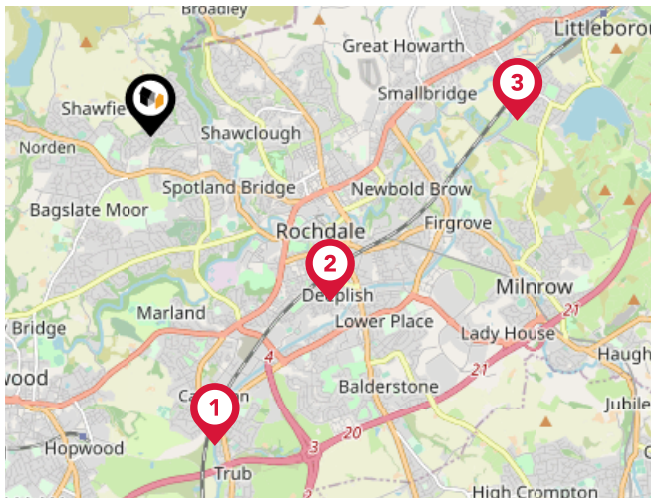 Broadley
Littleborou
Great Howarth
3
Smallbridge
Shawfie
Shawclough
Norden
Spotland Bridge
Newbold Brow
Bagslate Moor
Firgrove
Rochdale
2
Milnrow
Deeplish
21
Marland
Lower Place
y Bridge
Lady House
4
Haugh
21
wood
Balderstone
1
Jubile
20
Hopwood
3
Trub
2
High Crompton